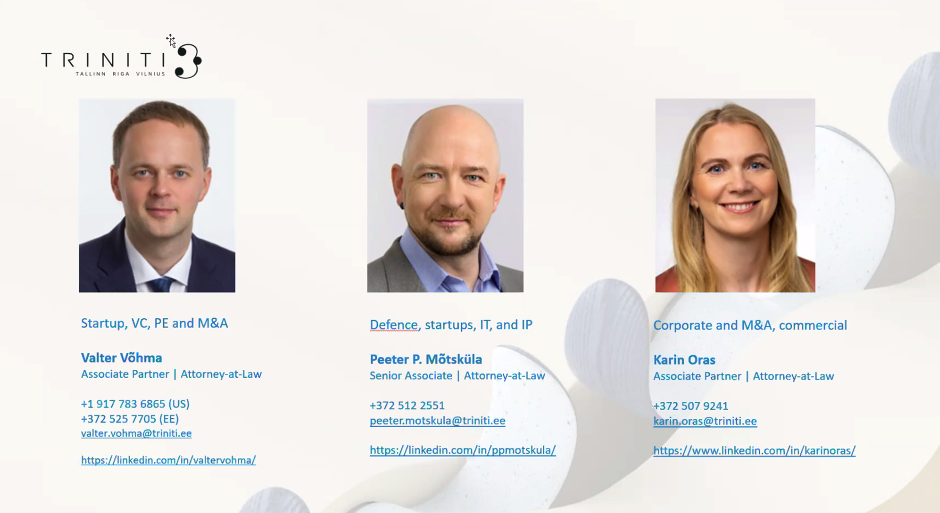 TRINITI
TALLINN RIGA VILNIUS
Startup, VC, PE and M&A
Valter Võhma
Associate Partner | Attorney-at-Law
+1 917 783 6865 (US)
+372 525 7705 (EE)
valter.vohma@triniti.ee
https://linkedin.com/in/valtervohma/
Defence, startups, IT, and IP
Peeter P. Mõtsküla
Senior Associate | Attorney-at-Law
+372 512 2551
peeter.motskula@triniti.ee
https://linkedin.com/in/ppmotskula/
Corporate and M&A, commercial
Karin Oras
Associate Partner | Attorney-at-Law
+372 507 9241
karin.oras@triniti.ee
https://www.linkedin.com/in/karinoras/